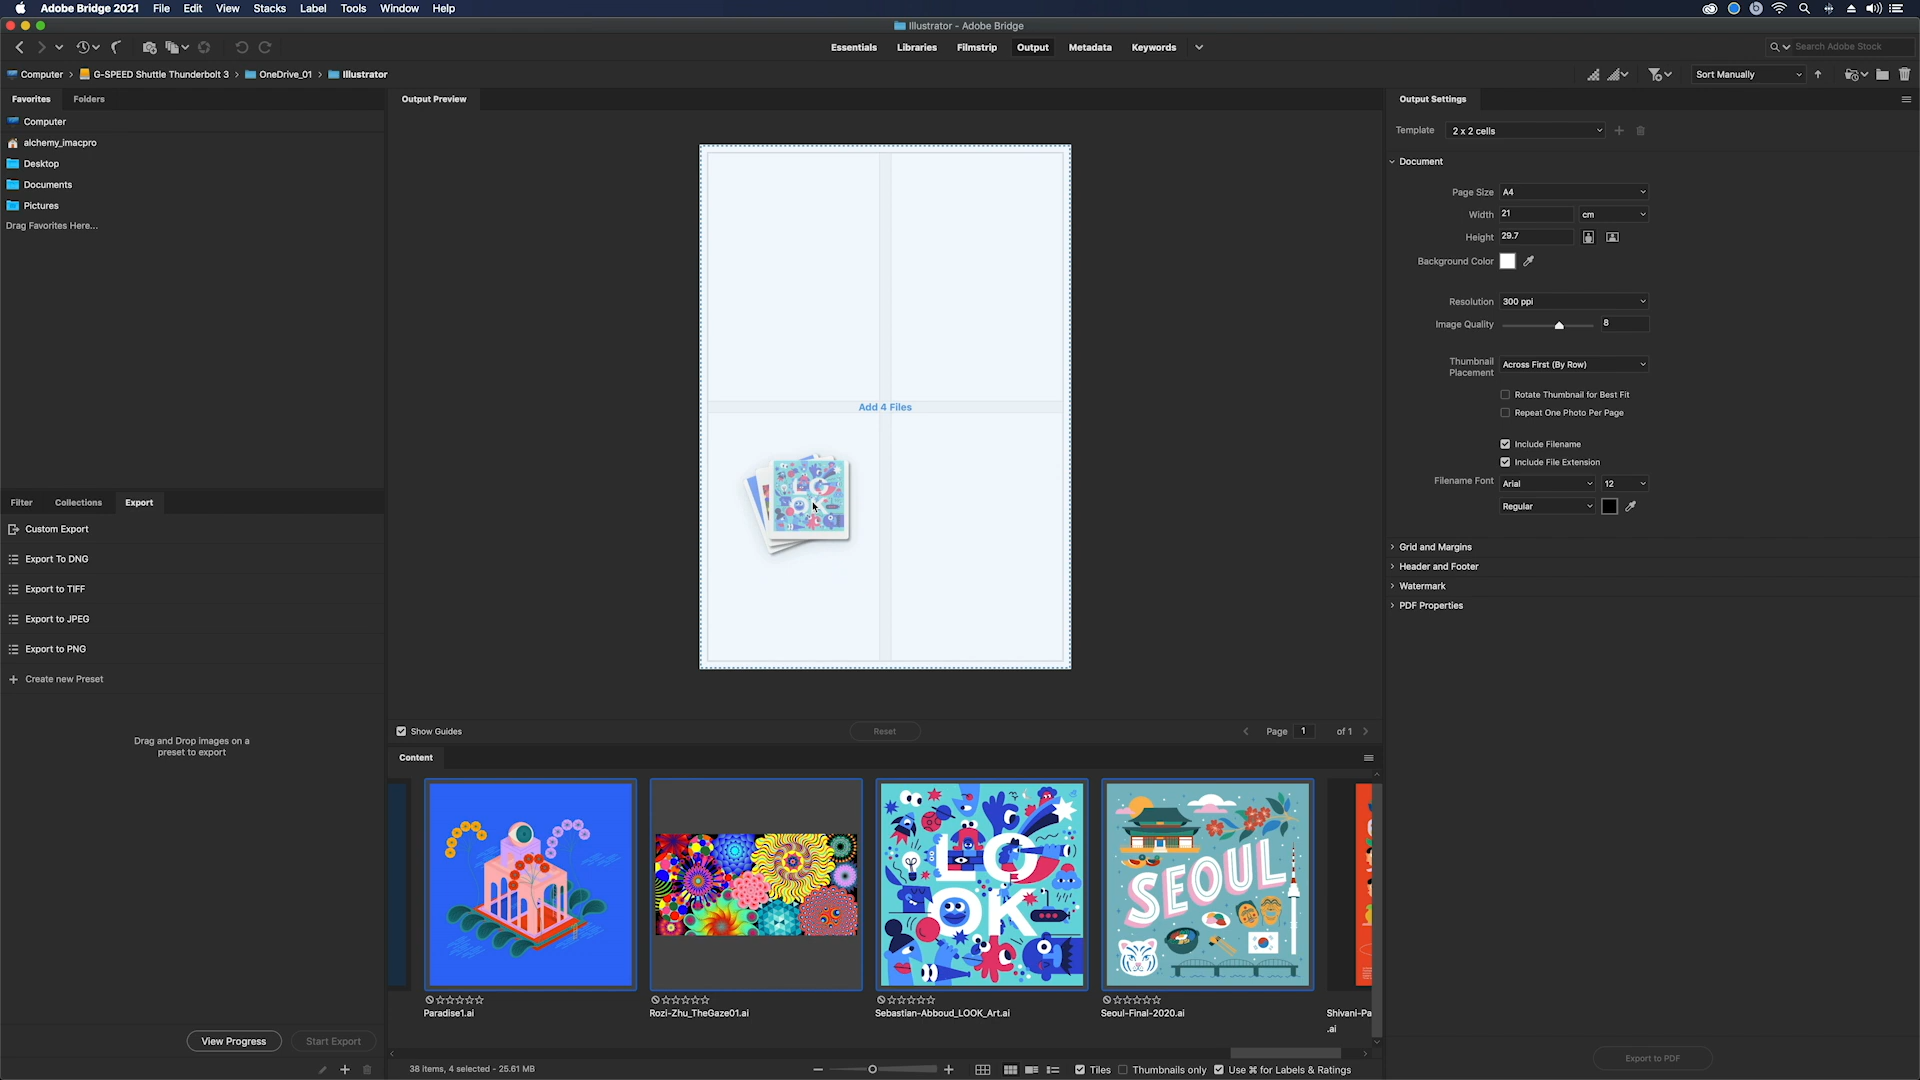 Adobe Bridge 2021 File Edit View Stacks Label Tools Window Help
Illustrator - Adobe Bridge
Essentials Libraries Filmstrip Output Metadata Keywords
Search Adobe Stock
Computer G-SPEED Shuttle Thunderbolt 3 OneDrive_01 Illustrator
Sort Manually
Favorites Folders
Computer
alchemy_imacpro
Desktop
Documents
Pictures
Drag Favorites Here...
Filter Collections Export
Custom Export
Export To DNG
Export to TIFF
Export to JPEG
Export to PNG
Create new Preset
Drag and Drop images on a
preset to export
View Progress Start Export
Output Preview
Add 4 Files
LOOK
Show Guides
Reset
Page 1 of 1
Content
LOOK
SEOUL
Paradise1.ai
Rozi-Zhu_TheGaze01.ai
Sebastian-Abboud_LOOK_Art.ai
Seoul-Final-2020.ai
Shivani-Pa
.ai
38 items, 4 selected - 25.61 MB
Tiles Thumbnails only Use ⌘ for Labels & Ratings
Output Settings
Template 2 x 2 cells
Document
Page Size A4
Width 21 cm
Height 29.7
Background Color
Resolution 300 ppi
Image Quality 8
Thumbnail
Placement Across First (By Row)
Rotate Thumbnail for Best Fit
Repeat One Photo Per Page
Include Filename
Include File Extension
Filename Font Arial 12
Regular
Grid and Margins
Header and Footer
Watermark
PDF Properties
Export to PDF